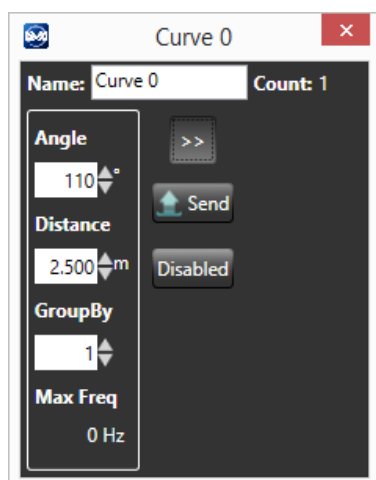 Curve 0
Name: Curve 0 Count: 1
Angle
>>
110 °
Send
Distance
2.500 m
Disabled
GroupBy
1
Max Freq
0 Hz